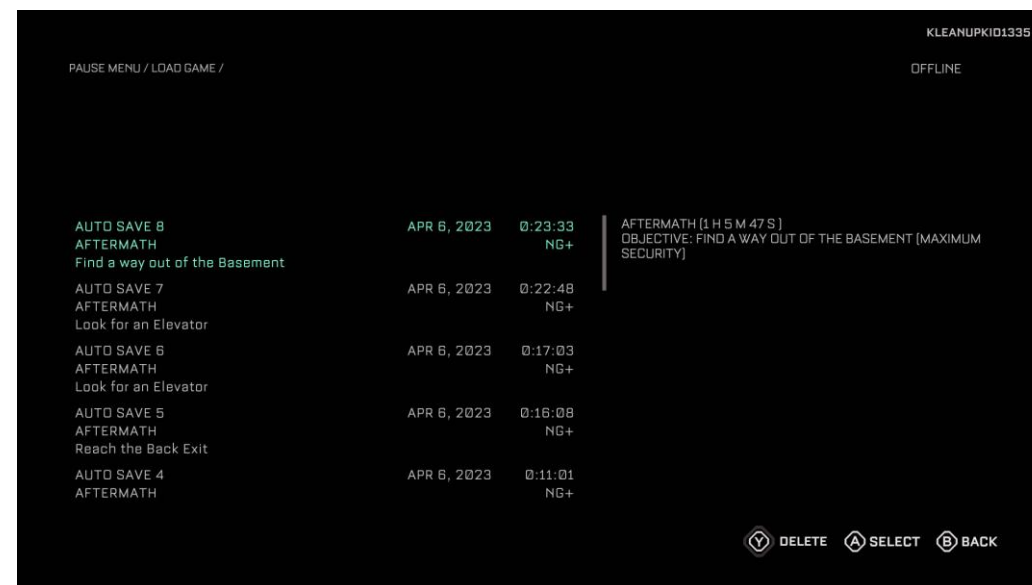 KLEANUPKID1335
PAUSE MENU / LOAD GAME /
OFFLINE
AUTO SAVE 8 APR 6, 2023 0:23:33
AFTERMATH NG+
Find a way out of the Basement
AUTO SAVE 7 APR 6, 2023 0:22:48
AFTERMATH NG+
Look for an Elevator
AUTO SAVE 6 APR 6, 2023 0:17:03
AFTERMATH NG+
Look for an Elevator
AUTO SAVE 5 APR 6, 2023 0:16:08
AFTERMATH NG+
Reach the Back Exit
AUTO SAVE 4 APR 6, 2023 0:11:01
AFTERMATH NG+
AFTERMATH [1 H 5 M 47 S ]
OBJECTIVE: FIND A WAY OUT OF THE BASEMENT [MAXIMUM
SECURITY]
Y DELETE A SELECT B BACK